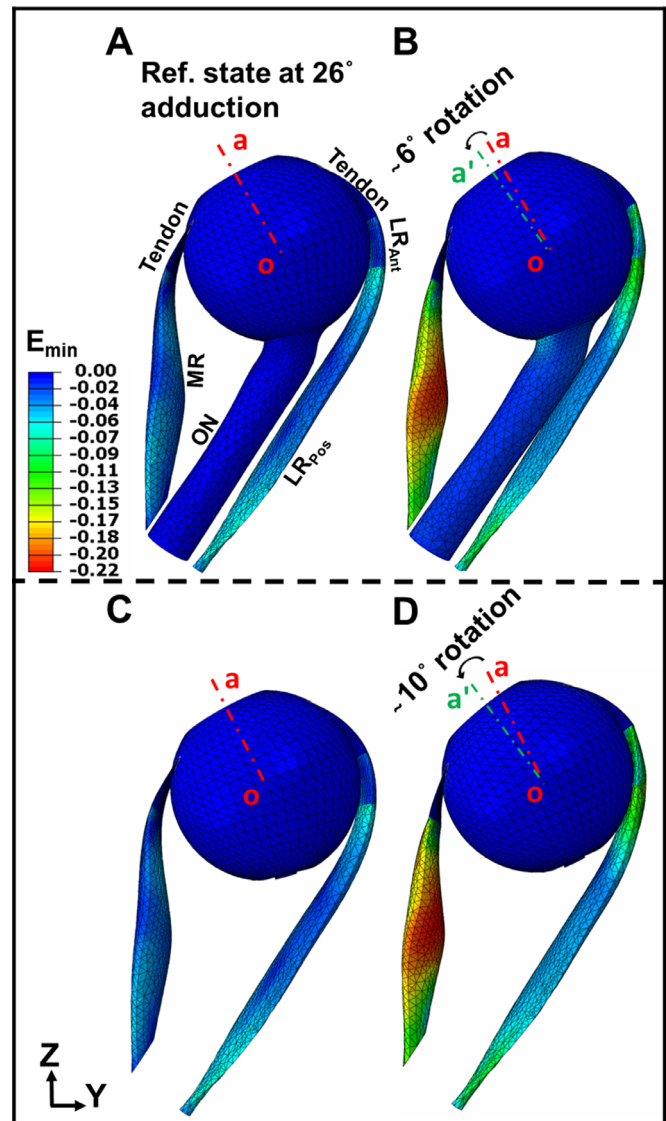 A
Ref. state at 26°
adduction
a
Tendon
Tendon
LRAnt
O
MR
ON
LRPos
B
~6° rotation
a
a′
O
Emin
0.00
-0.02
-0.04
-0.06
-0.08
-0.09
-0.11
-0.13
-0.15
-0.17
-0.18
-0.20
-0.22
C
a
O
D
~10° rotation
a
a′
O
Z
Y